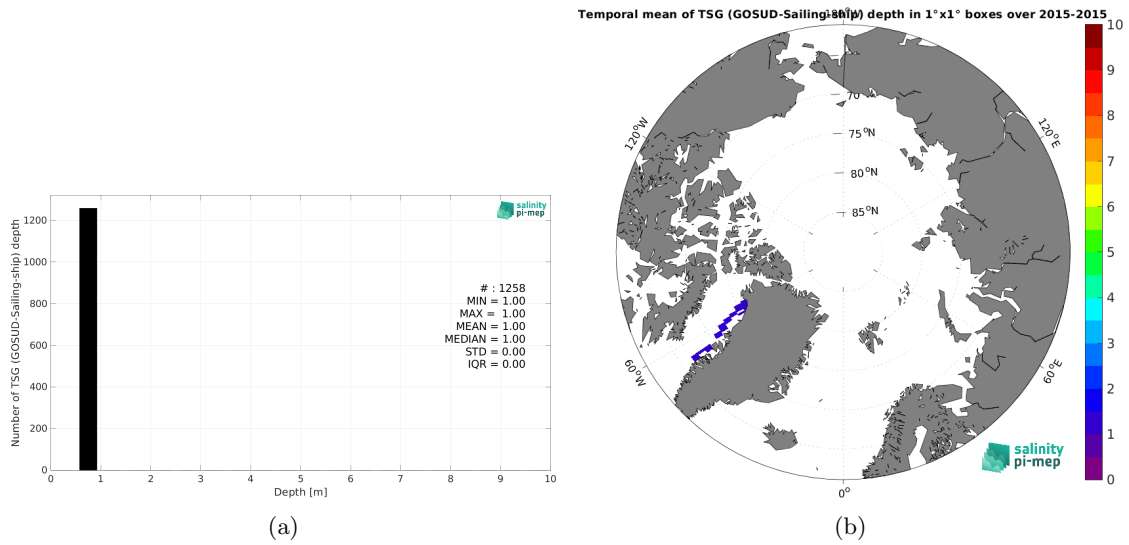 Number of TSG (GOSUD-Sailing-ship) depth
1200
1000
800
600
400
200
0
0 1 2 3 4 5 6 7 8 9 10
Depth [m]
salinity
pi-mep
# : 1258
MIN = 1.00
MAX = 1.00
MEAN = 1.00
MEDIAN = 1.00
STD = 0.00
IQR = 0.00
(a)
Temporal mean of TSG (GOSUD-Sailing-ship) depth in 1°x1° boxes over 2015-2015
120°W
60°W
0°
60°E
120°E
70
75°N
80°N
85°N
10
9
8
7
6
5
4
3
2
1
0
salinity
pi-mep
(b)